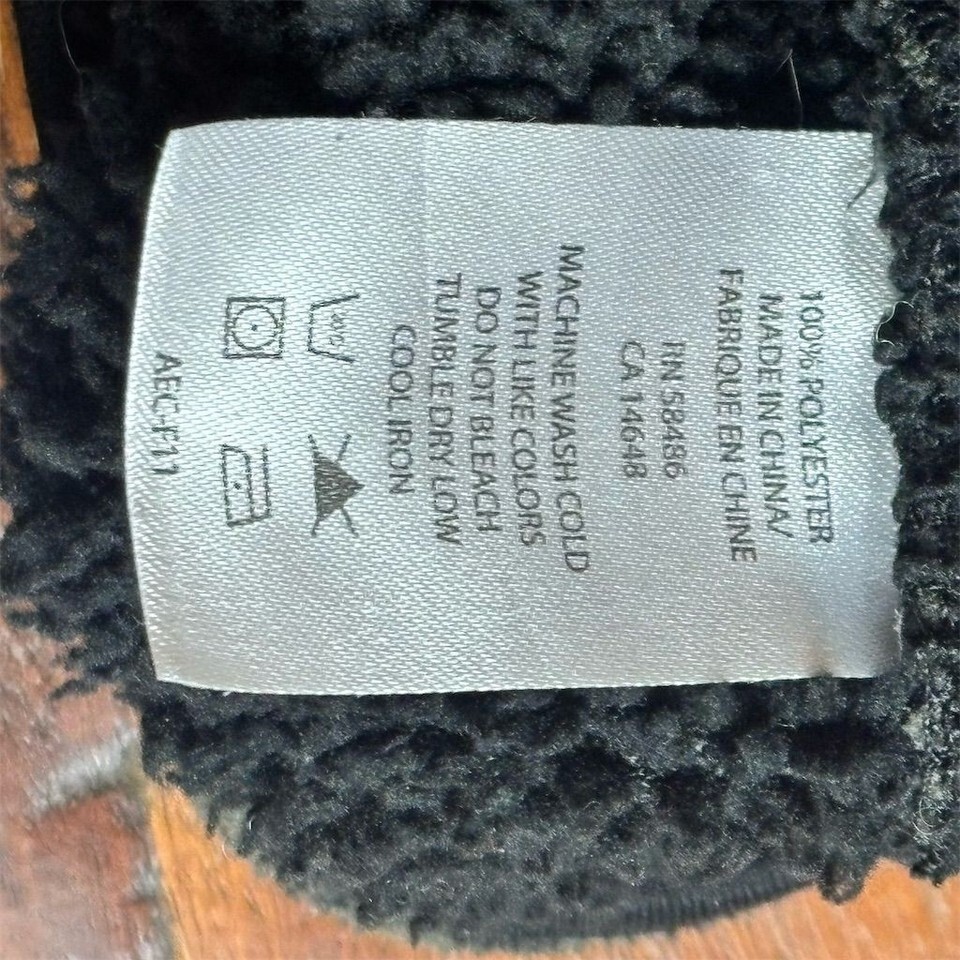 100% POLYESTER
MADE IN CHINA/
FABRIQUE EN CHINE
RN 58486
CA 14648
MACHINE WASH COLD
WITH LIKE COLORS
DO NOT BLEACH
TUMBLE DRY LOW
COOL IRON
AEC-F11